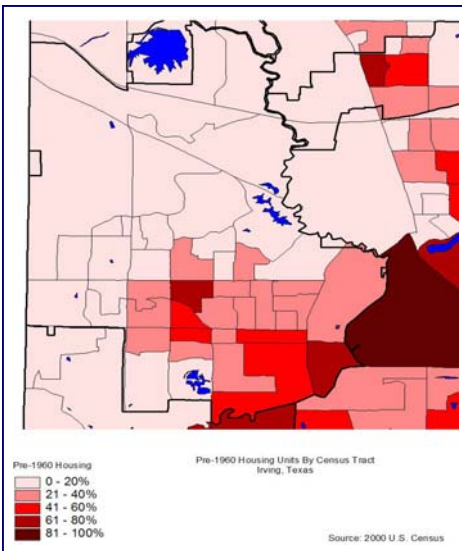 Pre-1960 Housing Units By Census Tract
Irving, Texas
Pre-1960 Housing
0 - 20%
21 - 40%
41 - 60%
61 - 80%
81 - 100%
Source: 2000 U.S. Census